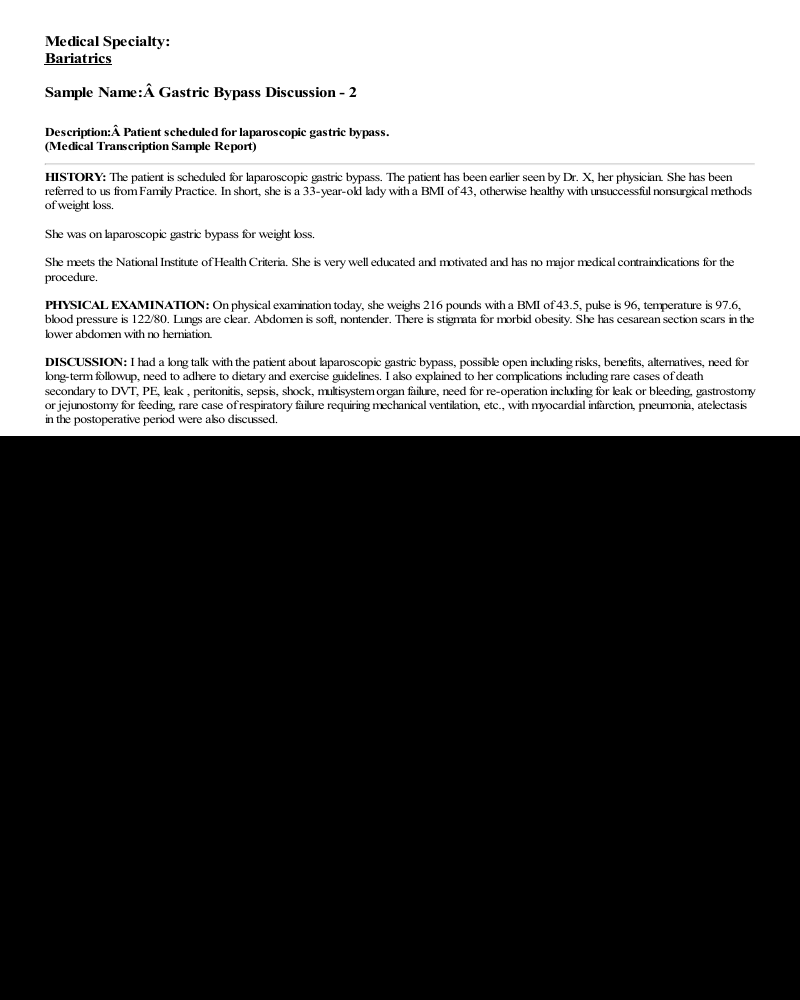 Medical Specialty:
Bariatrics
Sample Name:Â Gastric Bypass Discussion - 2
Description:Â Patient scheduled for laparoscopic gastric bypass.
(Medical Transcription Sample Report)
HISTORY: The patient is scheduled for laparoscopic gastric bypass. The patient has been earlier seen by Dr. X, her physician. She has been
referred to us from Family Practice. In short, she is a 33-year-old lady with a BMI of 43, otherwise healthy with unsuccessful nonsurgical methods
of weight loss.
She was on laparoscopic gastric bypass for weight loss.
She meets the National Institute of Health Criteria. She is very well educated and motivated and has no major medical contraindications for the
procedure.
PHYSICAL EXAMINATION: On physical examination today, she weighs 216 pounds with a BMI of 43.5, pulse is 96, temperature is 97.6,
blood pressure is 122/80. Lungs are clear. Abdomen is soft, nontender. There is stigmata for morbid obesity. She has cesarean section scars in the
lower abdomen with no herniation.
DISCUSSION: I had a long talk with the patient about laparoscopic gastric bypass, possible open including risks, benefits, alternatives, need for
long-term followup, need to adhere to dietary and exercise guidelines. I also explained to her complications including rare cases of death
secondary to DVT, PE, leak , peritonitis, sepsis, shock, multisystem organ failure, need for re-operation including for leak or bleeding, gastrostomy
or jejunostomy for feeding, rare case of respiratory failure requiring mechanical ventilation, etc., with myocardial infarction, pneumonia, atelectasis
in the postoperative period were also discussed.